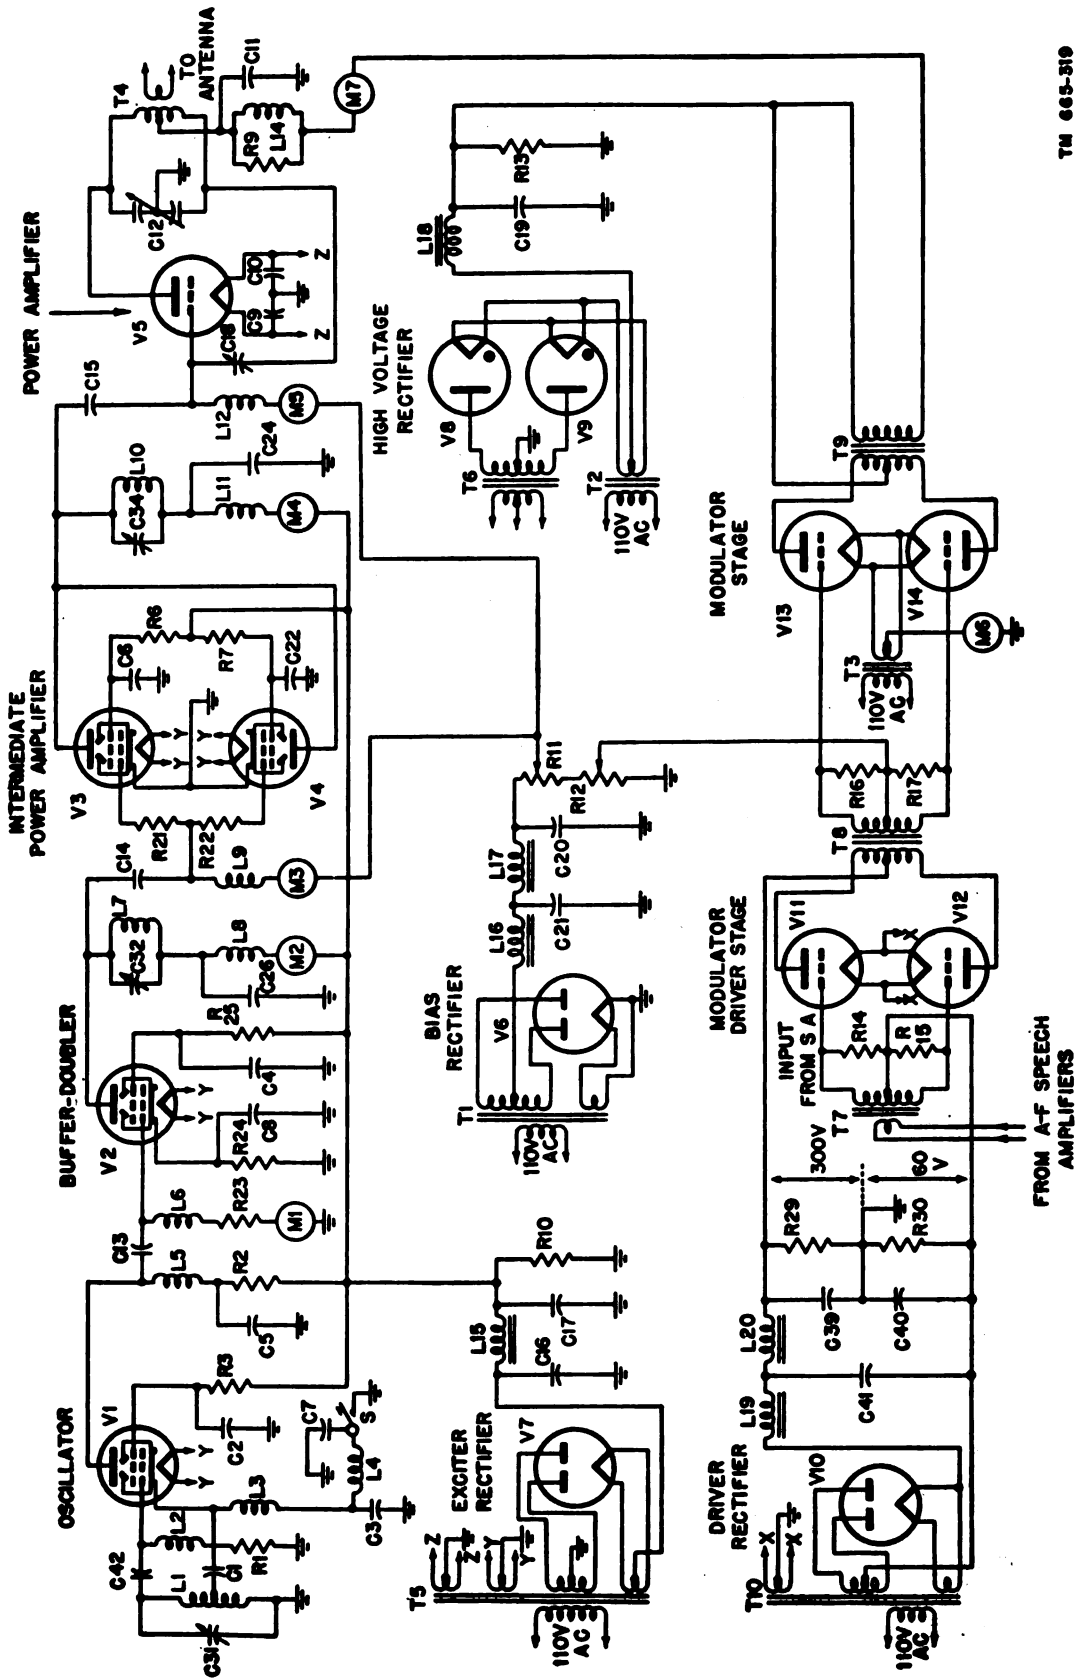 OSCILLATOR
BUFFER-DOUBLER
INTERMEDIATE
POWER AMPLIFIER
POWER AMPLIFIER
C31
L1
C42
C1
L2
R1
V1
Y
Y
L3
C2
R3
C3
L4
C7
S
C5
L5
R2
C13
L6
R23
M1
V2
Y
Y
R24
C8
C4
R
25
C32
L7
C26
L8
M2
C14
L9
M3
R21
R22
V3
V4
Y
Y
Y
Y
C6
R6
R7
C22
C34
L10
L11
M4
C24
C15
L12
M5
V5
C18
C9
C10
Z
Z
C12
T4
TO
ANTENNA
R9
L14
C11
M7
EXCITER
RECTIFIER
T5
110V
AC
Z
Z
Y
Y
V7
C16
L15
C17
R10
BIAS
RECTIFIER
T1
110V
AC
V6
L16
C21
L17
C20
R11
R12
HIGH VOLTAGE
RECTIFIER
T6
T2
110V
AC
V8
V9
L18
C19
R13
DRIVER
RECTIFIER
T10
110V
AC
X
X
V10
L19
C41
L20
C39
C40
R29
R30
300V
60
V
INPUT
FROM S A
T7
FROM A-F SPEECH
AMPLIFIERS
R14
R
15
MODULATOR
DRIVER STAGE
V11
V12
X
X
T8
R16
R17
T3
110V
AC
MODULATOR
STAGE
V13
V14
M6
T9
TM 665-319